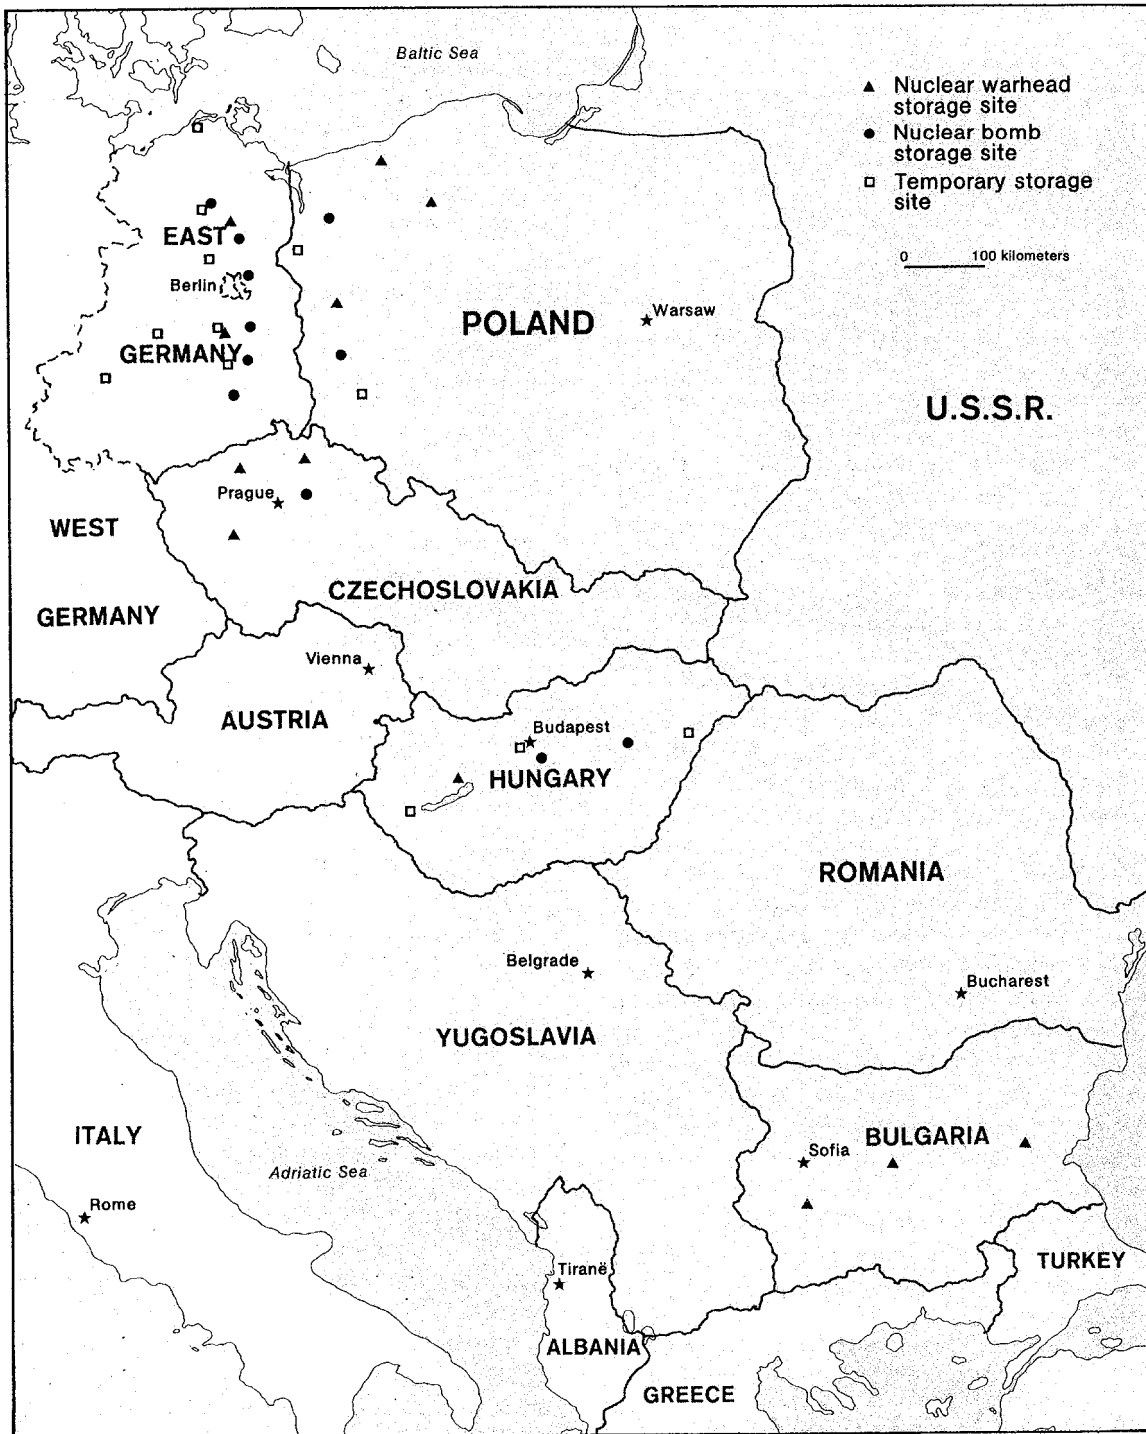 Baltic Sea
Nuclear warhead
storage site
Nuclear bomb
storage site
Temporary storage
site
0 100 kilometers
EAST
Berlin
GERMANY
POLAND
Warsaw
U.S.S.R.
Prague
WEST
GERMANY
CZECHOSLOVAKIA
Vienna
AUSTRIA
Budapest
HUNGARY
ROMANIA
Belgrade
Bucharest
YUGOSLAVIA
ITALY
BULGARIA
Sofia
Adriatic Sea
Rome
TURKEY
Tiranë
ALBANIA
GREECE